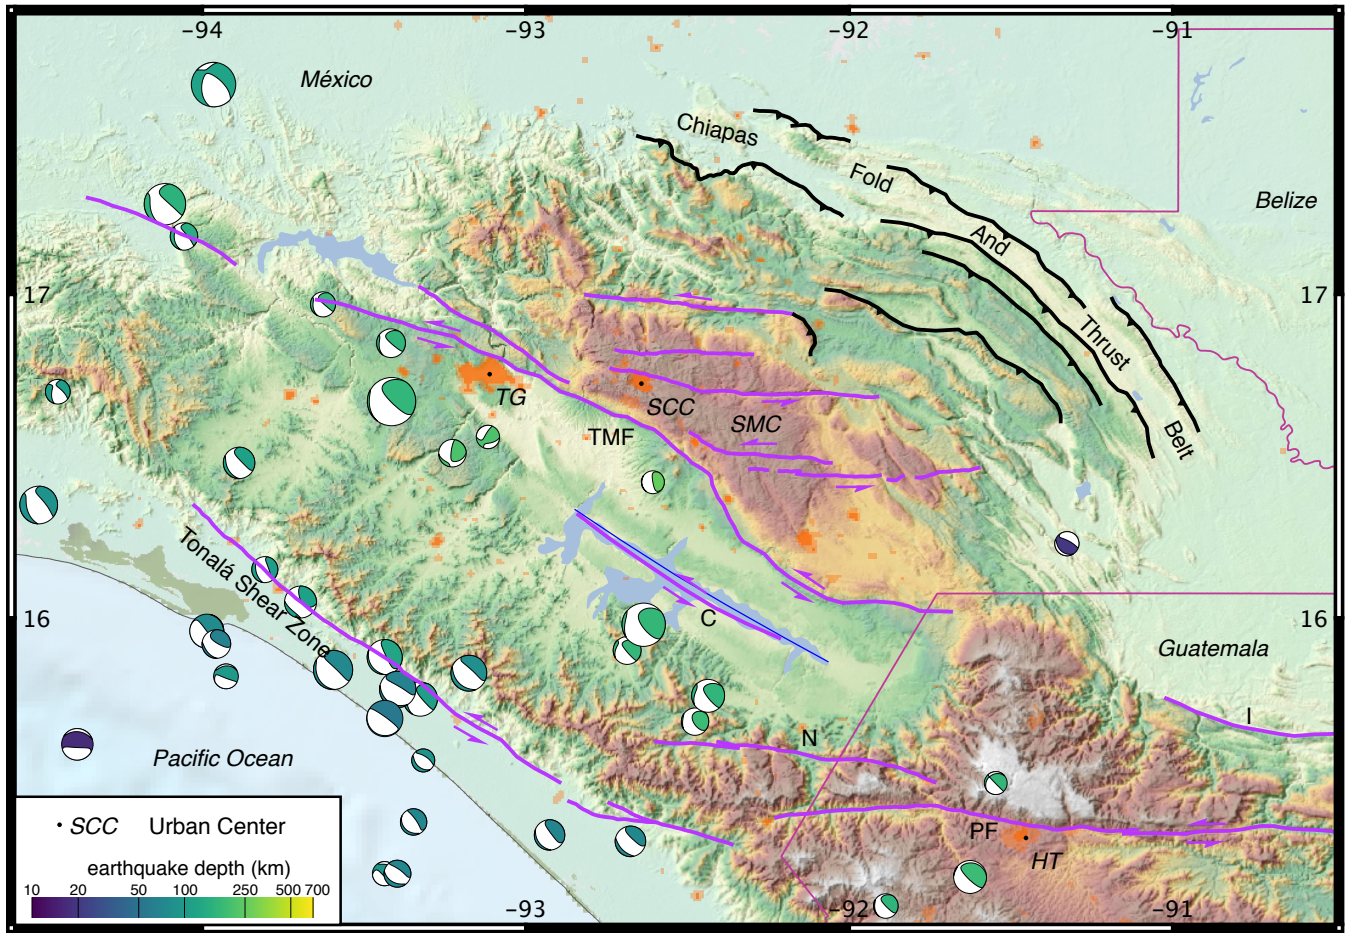 −94
−93
−92
−91
México
Chiapas
Fold
Belize
And
17
17
Thrust
TG
SCC
SMC
TMF
Belt
Tonalá Shear Zone
16
16
C
Guatemala
I
N
Pacific Ocean
PF
HT
SCC Urban Center
earthquake depth (km)
10 20 50 100 250 500 700
−93
−92
−91